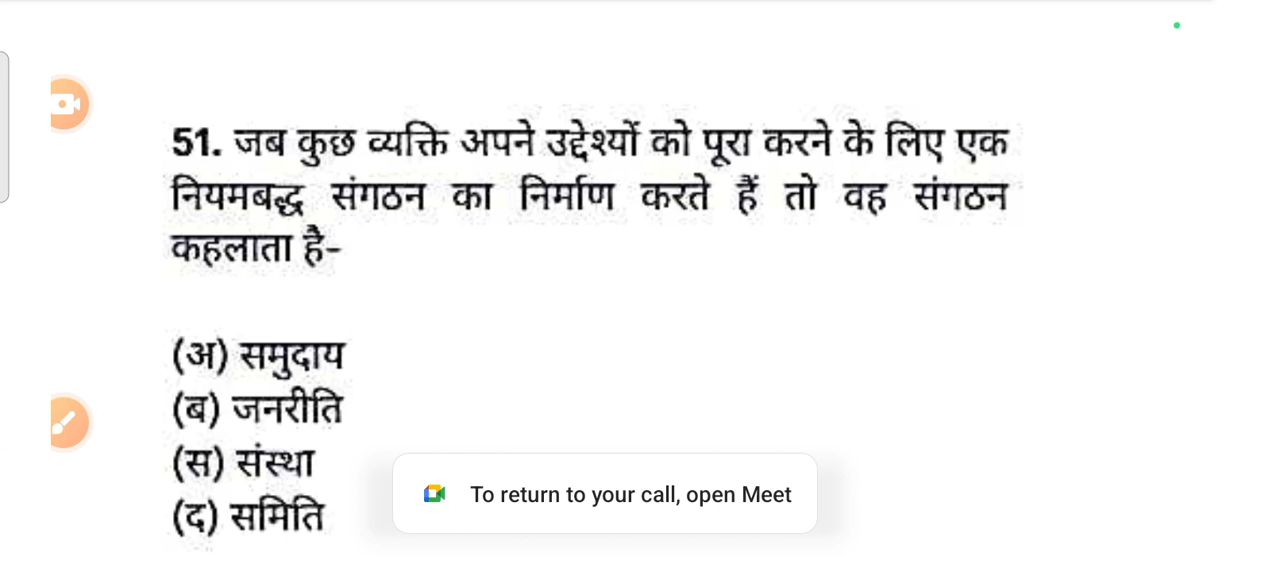 51. जब कुछ व्यक्ति अपने उद्देश्यों को पूरा करने के लिए एक
नियमबद्ध संगठन का निर्माण करते हैं तो वह संगठन
कहलाता है-
(अ) समुदाय
(ब) जनरीति
(स) संस्था
(द) समिति
To return to your call, open Meet